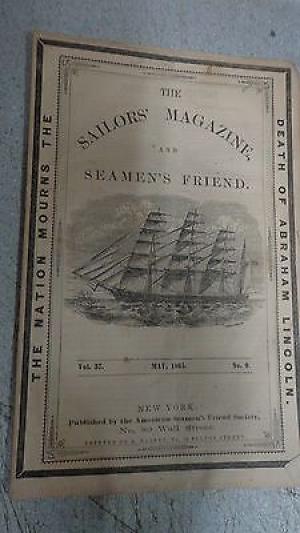 THE NATION MOURNS THE
DEATH OF ABRAHAM LINCOLN.
THE
SAILORS' MAGAZINE,
AND
SEAMEN'S FRIEND.
Vol. 37. MAY, 1865. No. 9.
NEW YORK:
Published by the American Seamen's Friend Society,
No. 80 Wall Street.
STREET